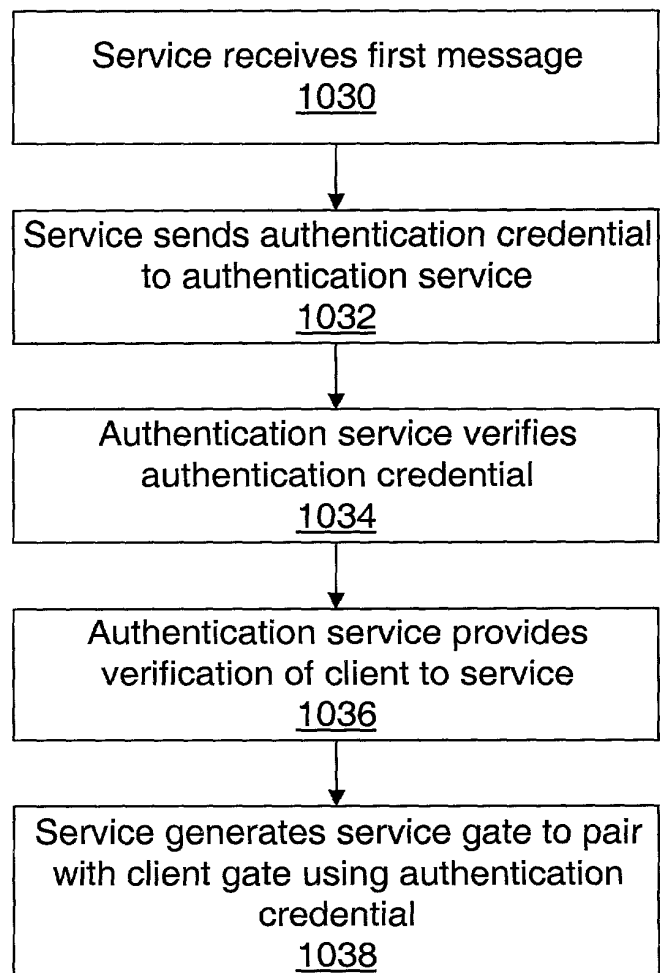 Service receives first message
1030
Service sends authentication credential
to authentication service
1032
Authentication service verifies
authentication credential
1034
Authentication service provides
verification of client to service
1036
Service generates service gate to pair
with client gate using authentication
credential
1038